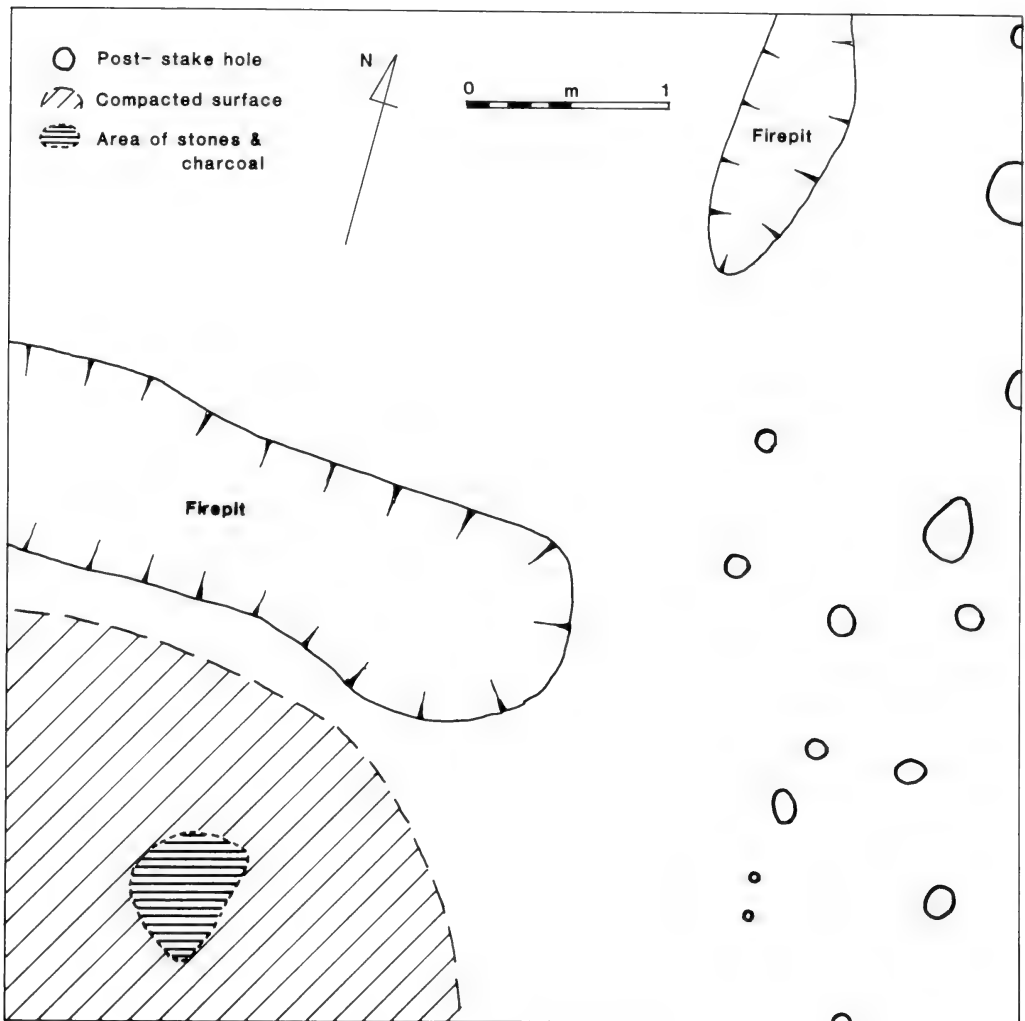 Post- stake hole
Compacted surface
Area of stones &
charcoal
N
0 m 1
Firepit
Firepit